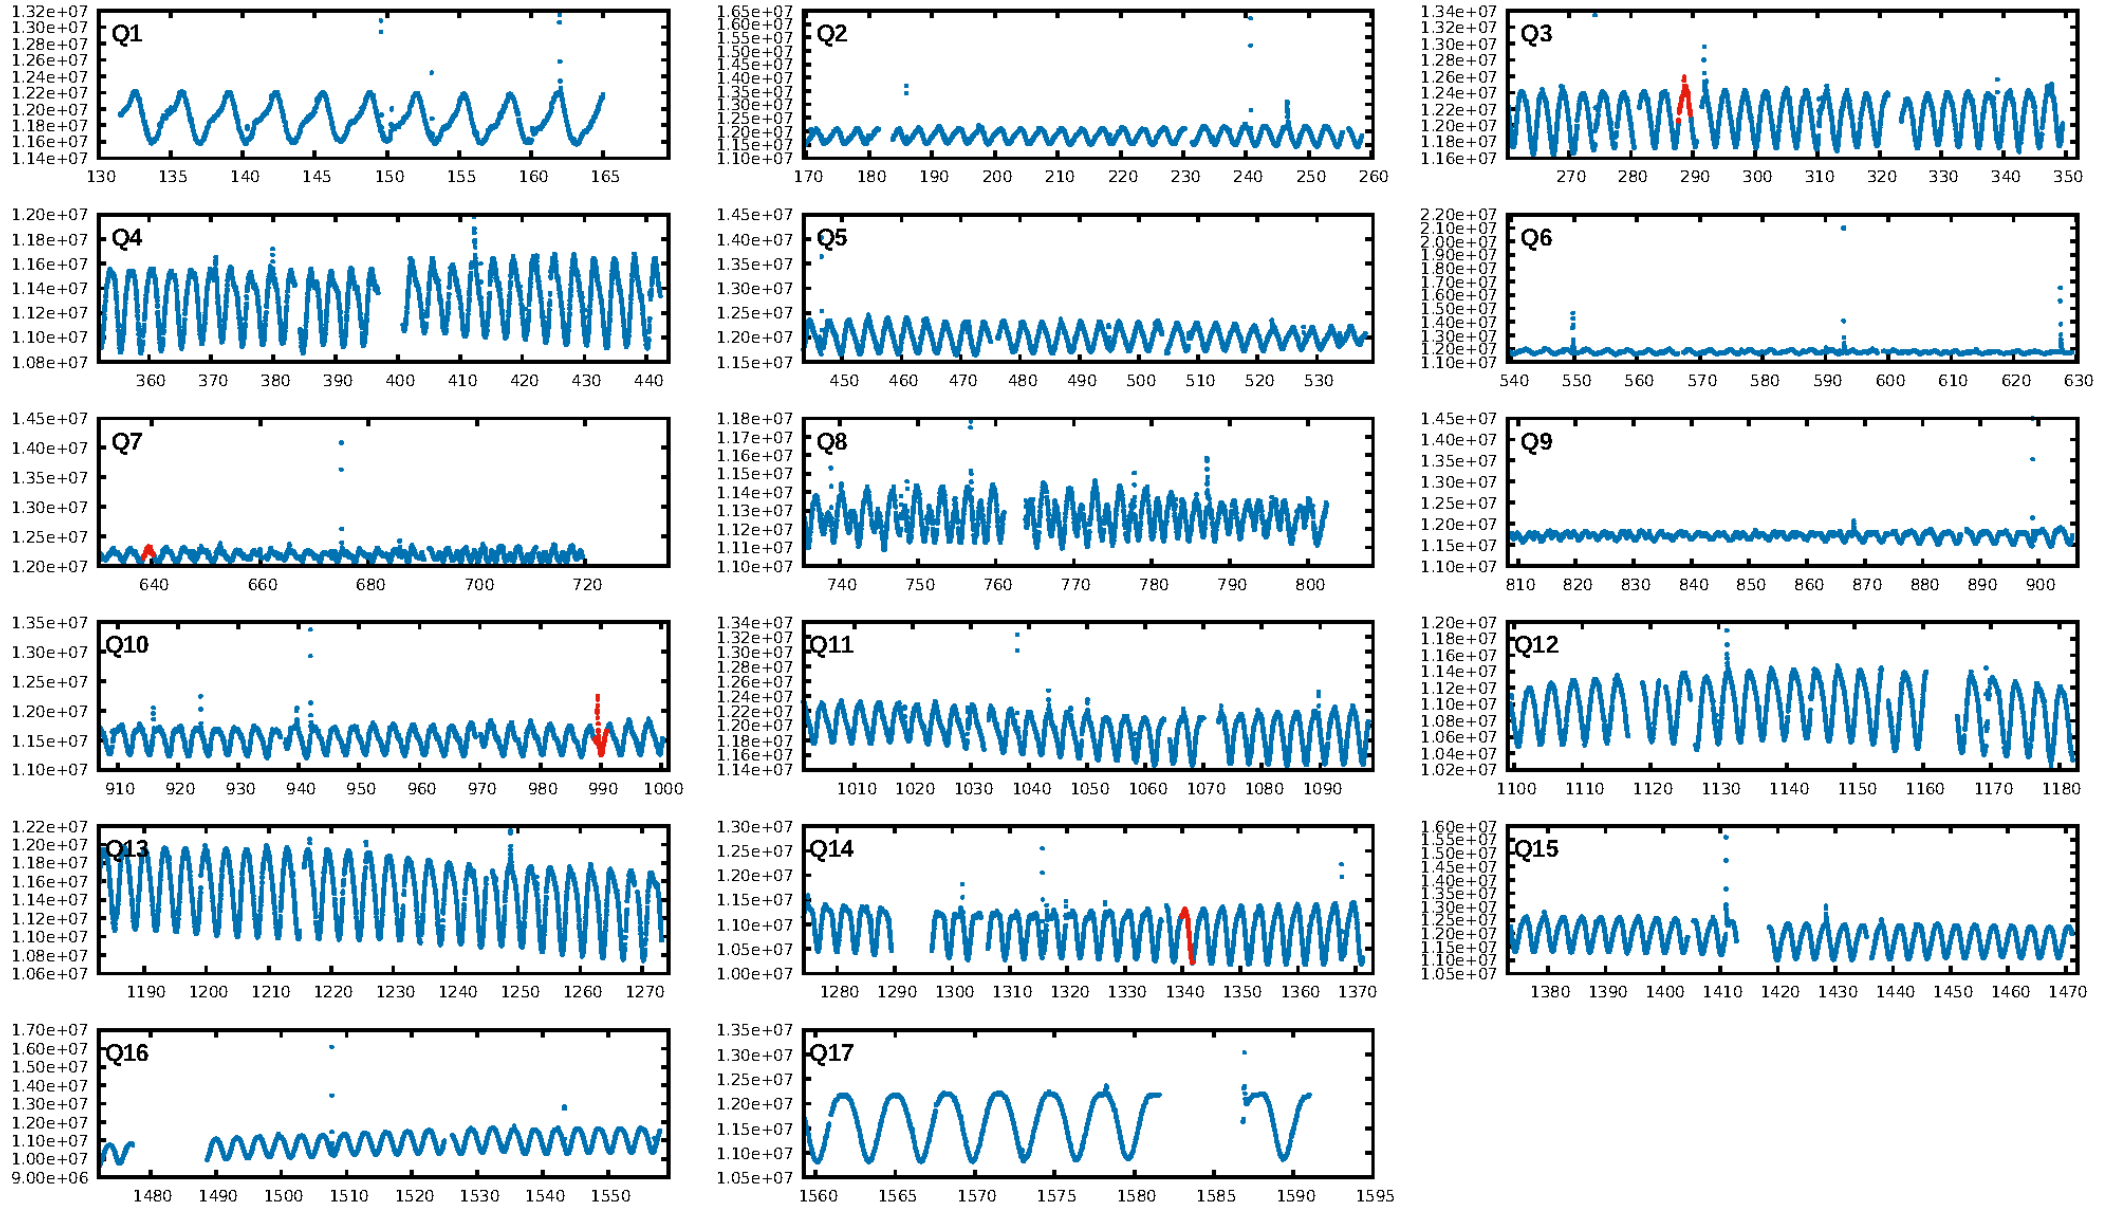 1.32e+07
1.30e+07
1.28e+07
1.26e+07
1.24e+07
1.22e+07
1.20e+07
1.18e+07
1.16e+07
1.14e+07
Q1
130 135 140 145 150 155 160 165
1.65e+07
1.60e+07
1.55e+07
1.50e+07
1.45e+07
1.40e+07
1.35e+07
1.30e+07
1.25e+07
1.20e+07
1.15e+07
1.10e+07
Q2
170 180 190 200 210 220 230 240 250 260
1.34e+07
1.32e+07
1.30e+07
1.28e+07
1.26e+07
1.24e+07
1.22e+07
1.20e+07
1.18e+07
1.16e+07
Q3
270 280 290 300 310 320 330 340 350
1.20e+07
1.18e+07
1.16e+07
1.14e+07
1.12e+07
1.10e+07
1.08e+07
Q4
360 370 380 390 400 410 420 430 440
1.45e+07
1.40e+07
1.35e+07
1.30e+07
1.25e+07
1.20e+07
1.15e+07
Q5
450 460 470 480 490 500 510 520 530
2.20e+07
2.10e+07
2.00e+07
1.90e+07
1.80e+07
1.70e+07
1.60e+07
1.50e+07
1.40e+07
1.30e+07
1.20e+07
1.10e+07
Q6
540 550 560 570 580 590 600 610 620 630
1.45e+07
1.40e+07
1.35e+07
1.30e+07
1.25e+07
1.20e+07
Q7
640 660 680 700 720
1.18e+07
1.17e+07
1.16e+07
1.15e+07
1.14e+07
1.13e+07
1.12e+07
1.11e+07
1.10e+07
Q8
740 750 760 770 780 790 800
1.45e+07
1.40e+07
1.35e+07
1.30e+07
1.25e+07
1.20e+07
1.15e+07
1.10e+07
Q9
810 820 830 840 850 860 870 880 890 900
1.35e+07
1.30e+07
1.25e+07
1.20e+07
1.15e+07
1.10e+07
Q10
910 920 930 940 950 960 970 980 990 1000
1.34e+07
1.32e+07
1.30e+07
1.28e+07
1.26e+07
1.24e+07
1.22e+07
1.20e+07
1.18e+07
1.16e+07
1.14e+07
Q11
1010 1020 1030 1040 1050 1060 1070 1080 1090
1.20e+07
1.18e+07
1.16e+07
1.14e+07
1.12e+07
1.10e+07
1.08e+07
1.06e+07
1.04e+07
1.02e+07
Q12
1100 1110 1120 1130 1140 1150 1160 1170 1180
1.22e+07
1.20e+07
1.18e+07
1.16e+07
1.14e+07
1.12e+07
1.10e+07
1.08e+07
1.06e+07
Q13
1190 1200 1210 1220 1230 1240 1250 1260 1270
1.30e+07
1.25e+07
1.20e+07
1.15e+07
1.10e+07
1.05e+07
1.00e+07
Q14
1280 1290 1300 1310 1320 1330 1340 1350 1360 1370
1.60e+07
1.55e+07
1.50e+07
1.45e+07
1.40e+07
1.35e+07
1.30e+07
1.25e+07
1.20e+07
1.15e+07
1.10e+07
1.05e+07
Q15
1380 1390 1400 1410 1420 1430 1440 1450 1460 1470
1.70e+07
1.60e+07
1.50e+07
1.40e+07
1.30e+07
1.20e+07
1.10e+07
1.00e+07
9.00e+06
Q16
1480 1490 1500 1510 1520 1530 1540 1550
1.35e+07
1.30e+07
1.25e+07
1.20e+07
1.15e+07
1.10e+07
1.05e+07
Q17
1560 1565 1570 1575 1580 1585 1590 1595